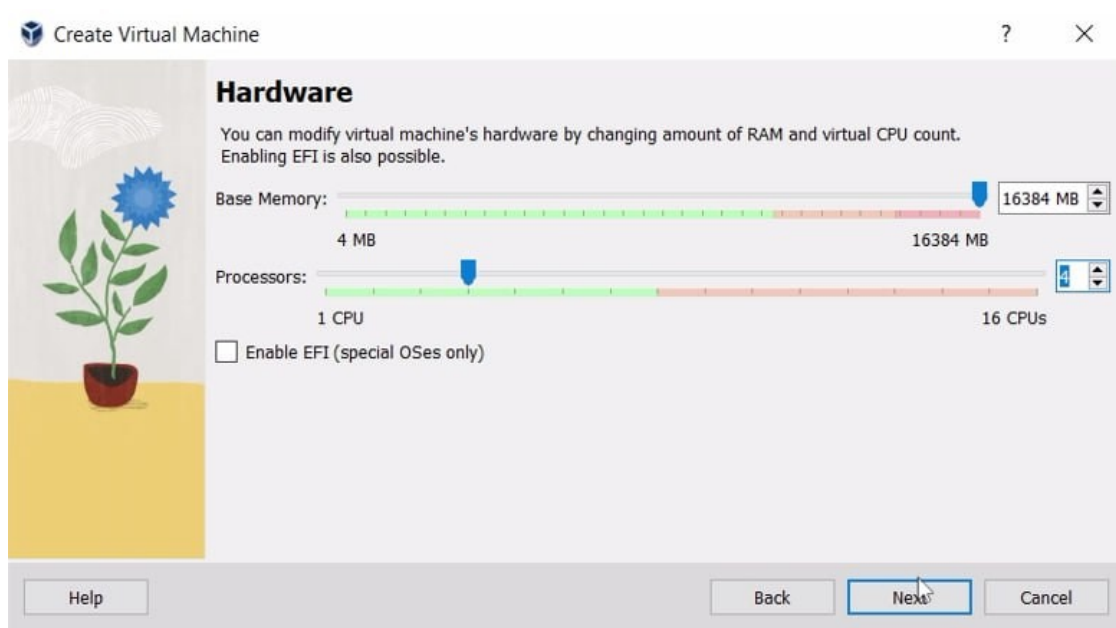 Create Virtual Machine
?
Hardware
You can modify virtual machine's hardware by changing amount of RAM and virtual CPU count.
Enabling EFI is also possible.
Base Memory:
16384 MB
4 MB
16384 MB
Processors:
4
1 CPU
16 CPUs
Enable EFI (special OSes only)
Help
Back
Next
Cancel